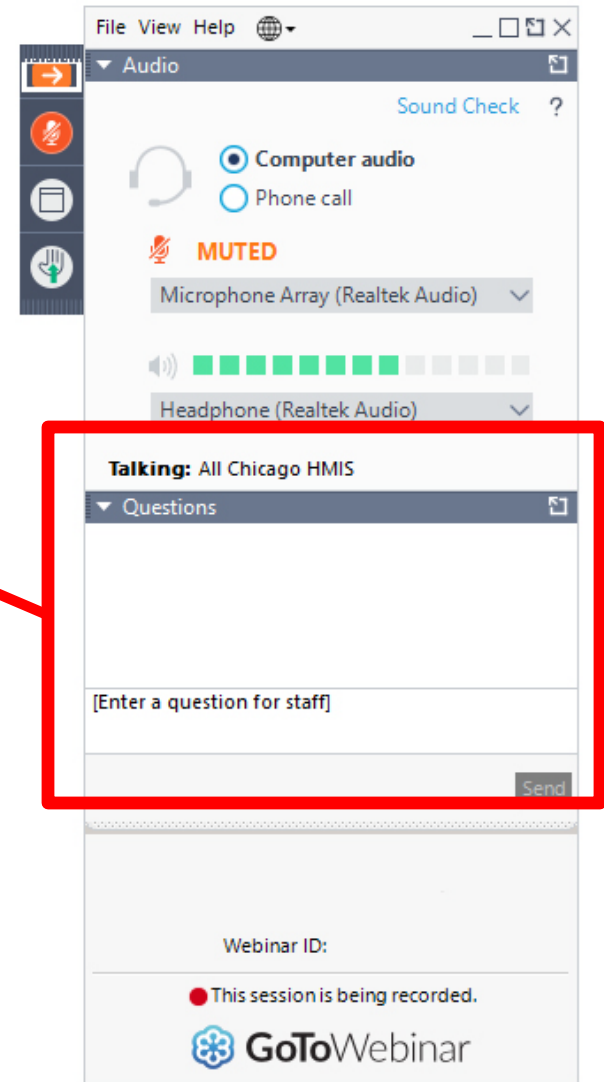 File View Help
Audio
Sound Check ?
Computer audio
Phone call
MUTED
Microphone Array (Realtek Audio)
Headphone (Realtek Audio)
Talking: All Chicago HMIS
Questions
[Enter a question for staff]
Send
Webinar ID:
This session is being recorded.
GoToWebinar